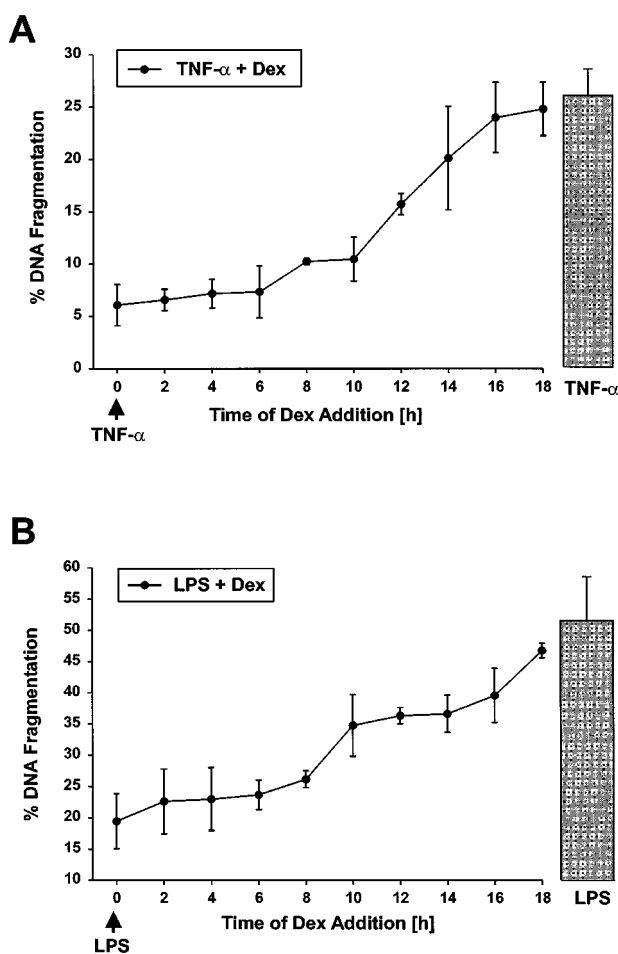 A
30
25
20
15
10
5
0
% DNA Fragmentation
TNF-α + Dex
0 2 4 6 8 10 12 14 16 18
TNF-α
Time of Dex Addition [h]
TNF-α
B
60
55
50
45
40
35
30
25
20
15
10
% DNA Fragmentation
LPS + Dex
0 2 4 6 8 10 12 14 16 18
LPS
Time of Dex Addition [h]
LPS